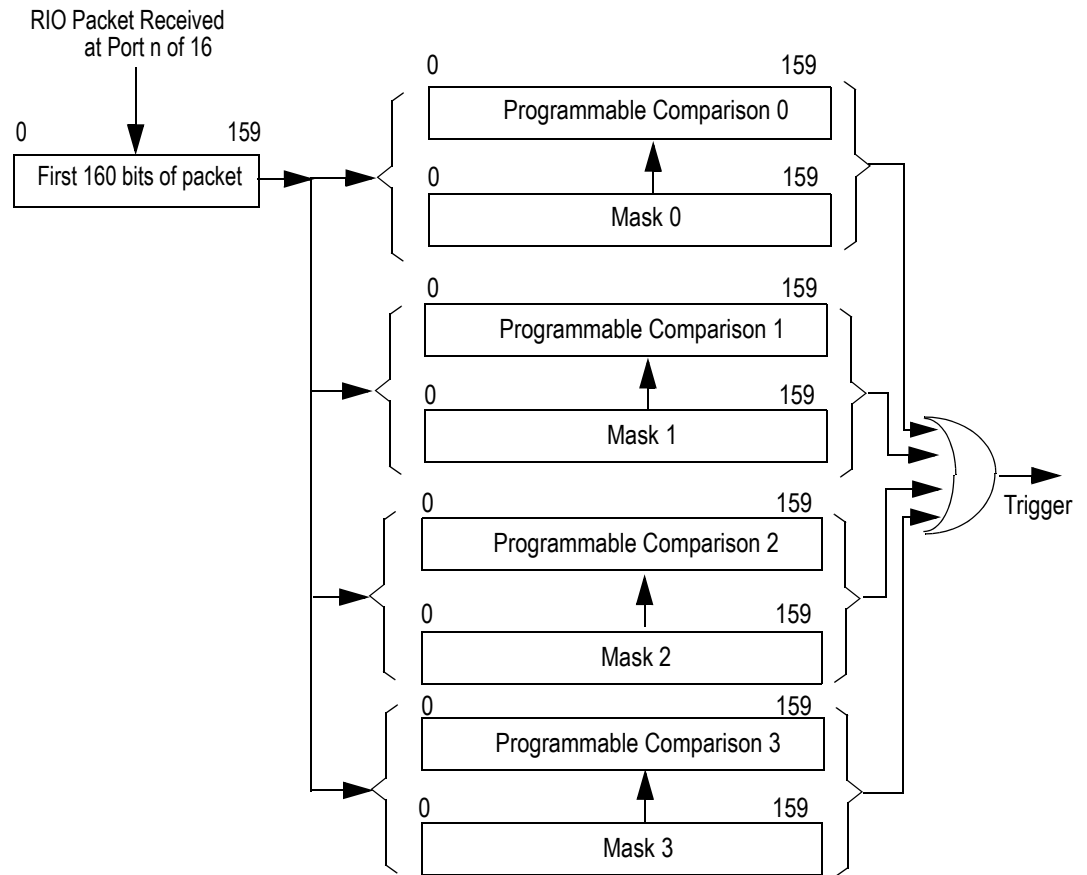 RIO Packet Received
at Port n of 16
0 159
First 160 bits of packet
0 159
Programmable Comparison 0
0 159
Mask 0
0 159
Programmable Comparison 1
0 159
Mask 1
0 159
Programmable Comparison 2
0 159
Mask 2
0 159
Programmable Comparison 3
0 159
Mask 3
Trigger